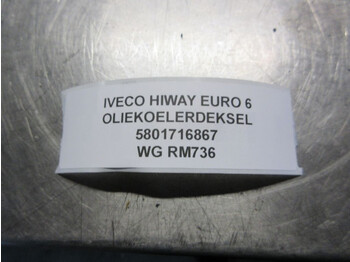 IVECO HIWAY EURO 6
OLIEKOELERDEKSEL
5801716867
WG RM736